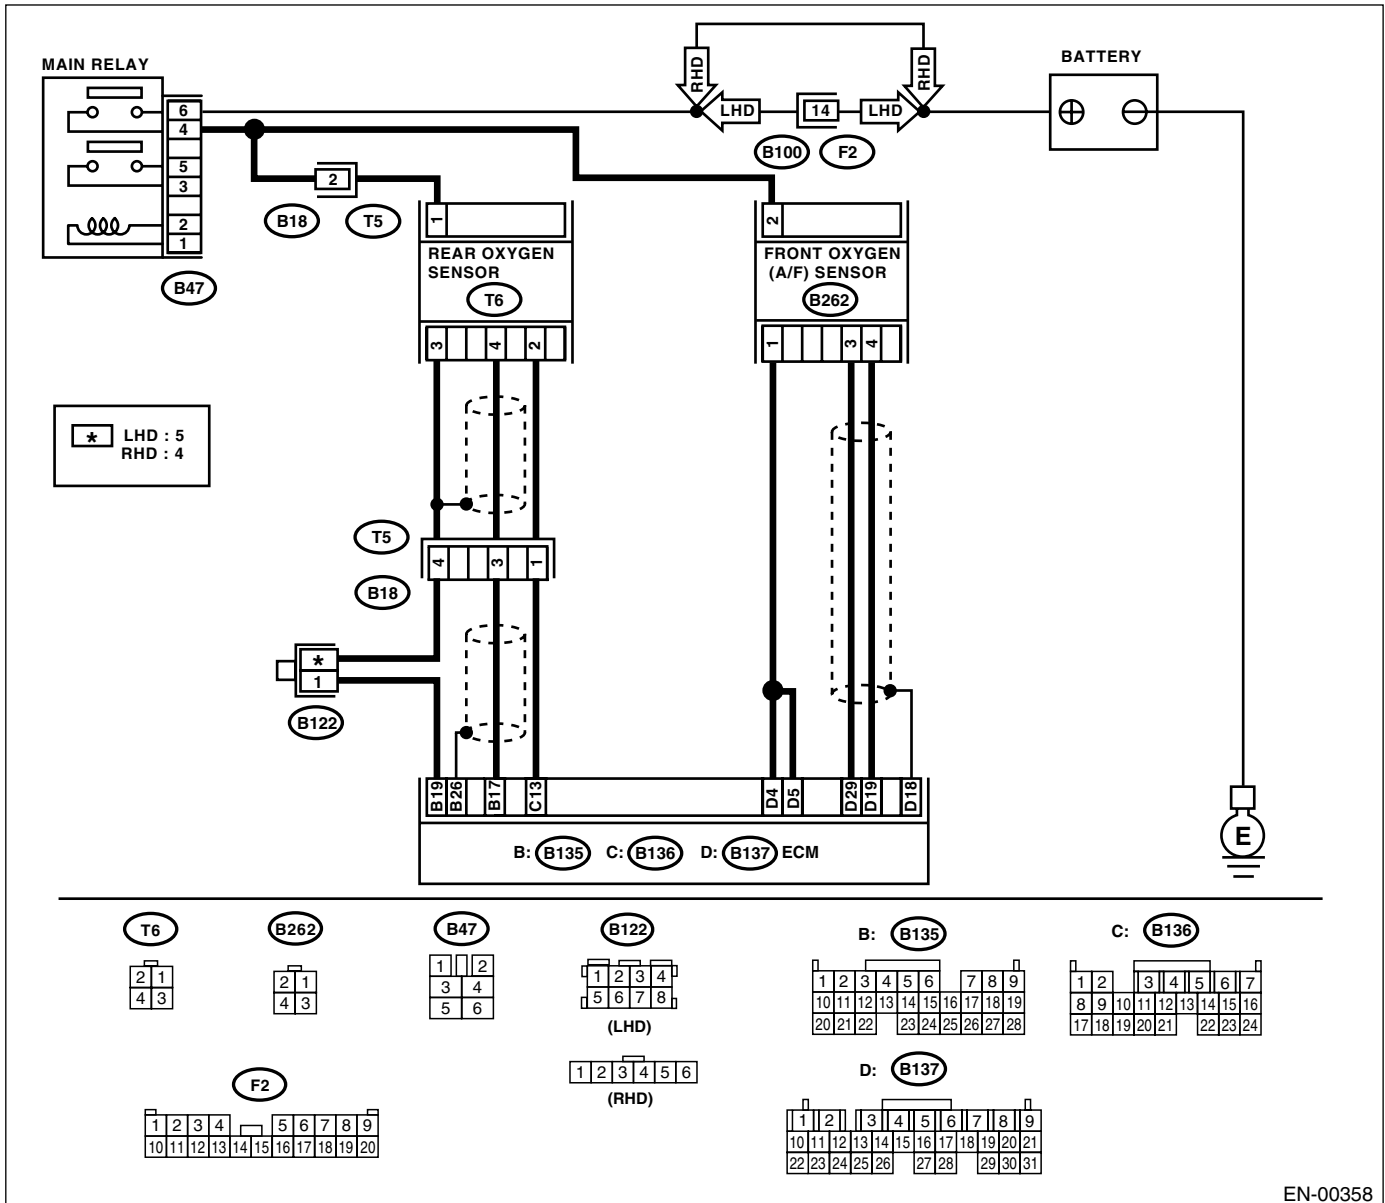 MAIN RELAY
BATTERY
RHD
RHD
6
4
5
3
2
1
LHD
14
LHD
B100
F2
2
B18
T5
B47
1
REAR OXYGEN
SENSOR
T6
3
4
2
2
FRONT OXYGEN
(A/F) SENSOR
B262
1
3
4
* LHD : 5
RHD : 4
T5
4
3
1
B18
*
1
B122
B19
B26
B17
C13
D4
D5
D29
D19
D18
B: B135 C: B136 D: B137 ECM
E
T6
2 1
4 3
B262
2 1
4 3
B47
1 2
3 4
5 6
B122
1 2 3 4
5 6 7 8
(LHD)
1 2 3 4 5 6
(RHD)
B: B135
1 2 3 4 5 6 7 8 9
10 11 12 13 14 15 16 17 18 19
20 21 22 23 24 25 26 27 28
C: B136
1 2 3 4 5 6 7
8 9 10 11 12 13 14 15 16
17 18 19 20 21 22 23 24
F2
1 2 3 4 5 6 7 8 9
10 11 12 13 14 15 16 17 18 19 20
D: B137
1 2 3 4 5 6 7 8 9
10 11 12 13 14 15 16 17 18 19 20 21
22 23 24 25 26 27 28 29 30 31
EN-00358